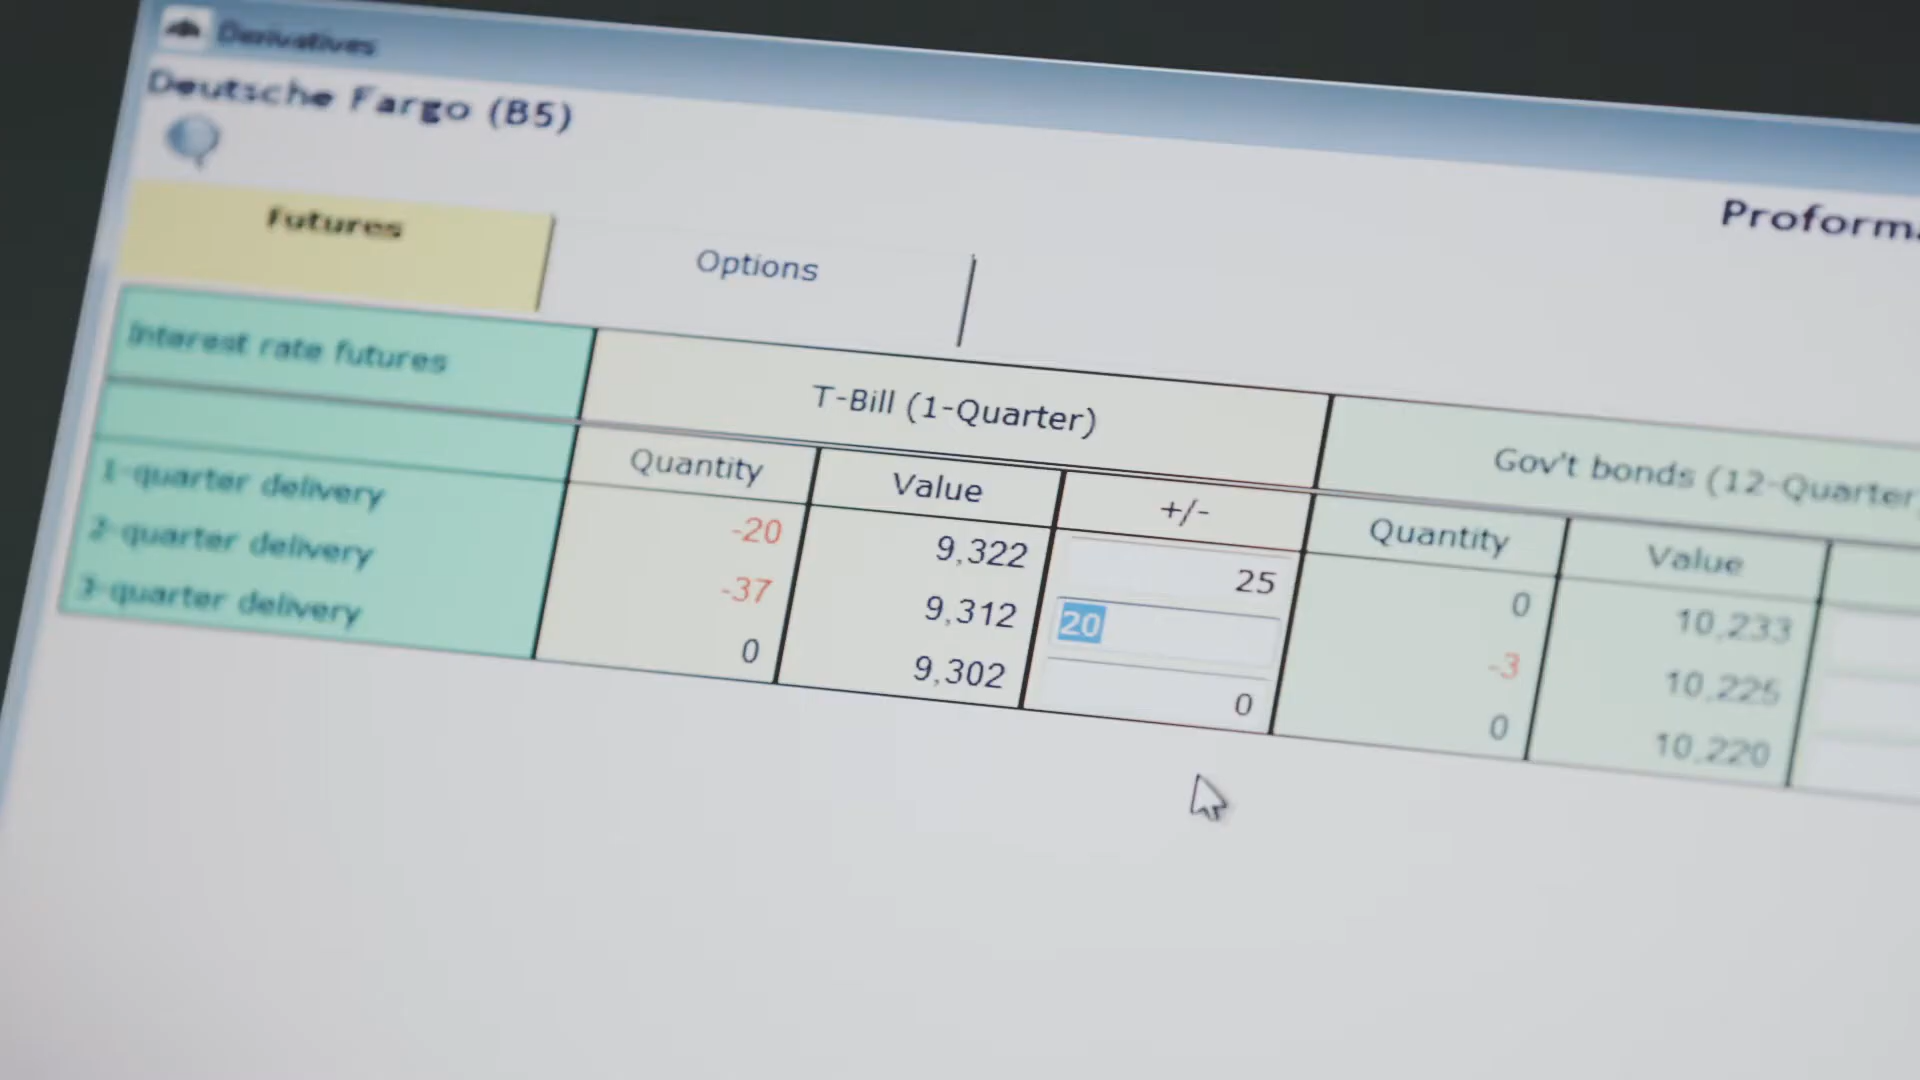 Derivatives
Deutsche Fargo (B5)
Proforma
Futures Options
Interest rate futures T-Bill (1-Quarter) Gov't bonds (12-Quarter
Quantity Value +/- Quantity Value
1-quarter delivery -20 9,322 25 0 10,233
2-quarter delivery -37 9,312 20 -3 10,225
3-quarter delivery 0 9,302 0 0 10,220